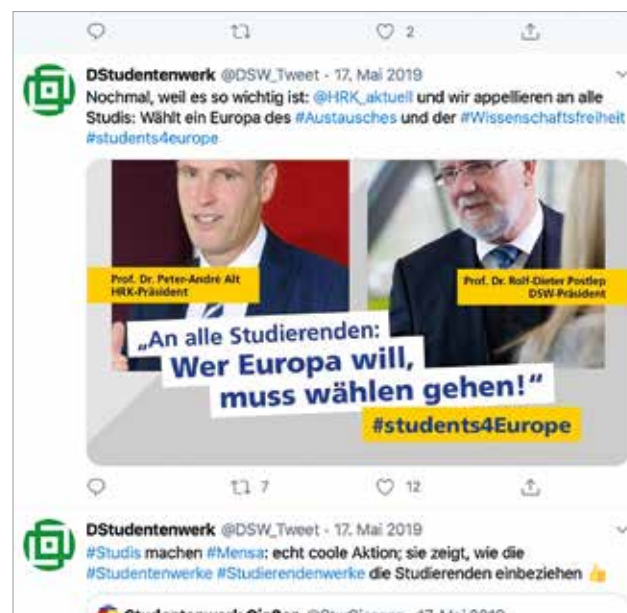 2
DStudentenwerk @DSW_Tweet · 17. Mai 2019
Nochmal, weil es so wichtig ist: @HRK_aktuell und wir appellieren an alle
Studis: Wählt ein Europa des #Austausches und der #Wissenschaftsfreiheit
#students4europe
Prof. Dr. Peter-André Alt
HRK-Präsident
Prof. Dr. Rolf-Dieter Postlep
DSW-Präsident
„An alle Studierenden:
Wer Europa will,
muss wählen gehen!“
#students4Europe
7 12
DStudentenwerk @DSW_Tweet · 17. Mai 2019
#Studis machen #Mensa: echt coole Aktion; sie zeigt, wie die
#Studentenwerke #Studierendenwerke die Studierenden einbeziehen 👍